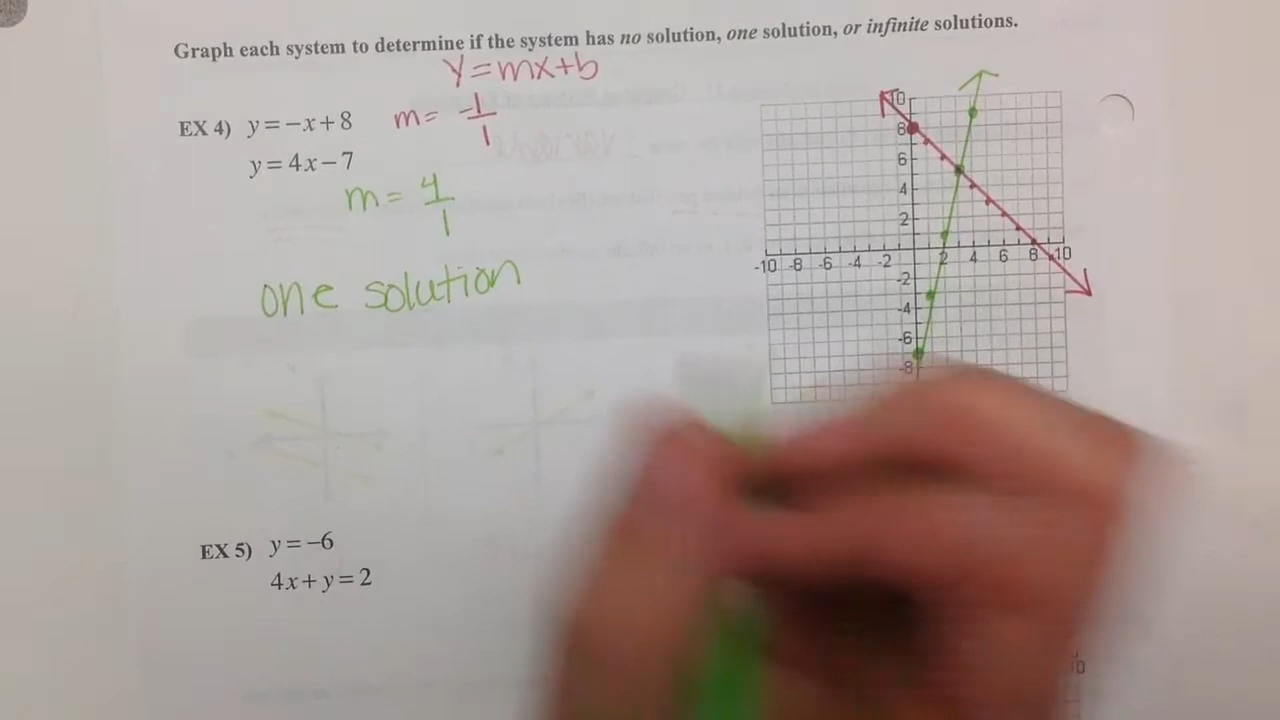 Graph each system to determine if the system has no solution, one solution, or infinite solutions.
y=mx+b
EX 4) y=−x+8 m= -1/1
y=4x−7
m= 4/1
one solution
10
8
6
4
2
-10 -8 -6 -4 -2 2 4 6 8 10
-2
-4
-6
-8
EX 5) y=−6
4x+y=2